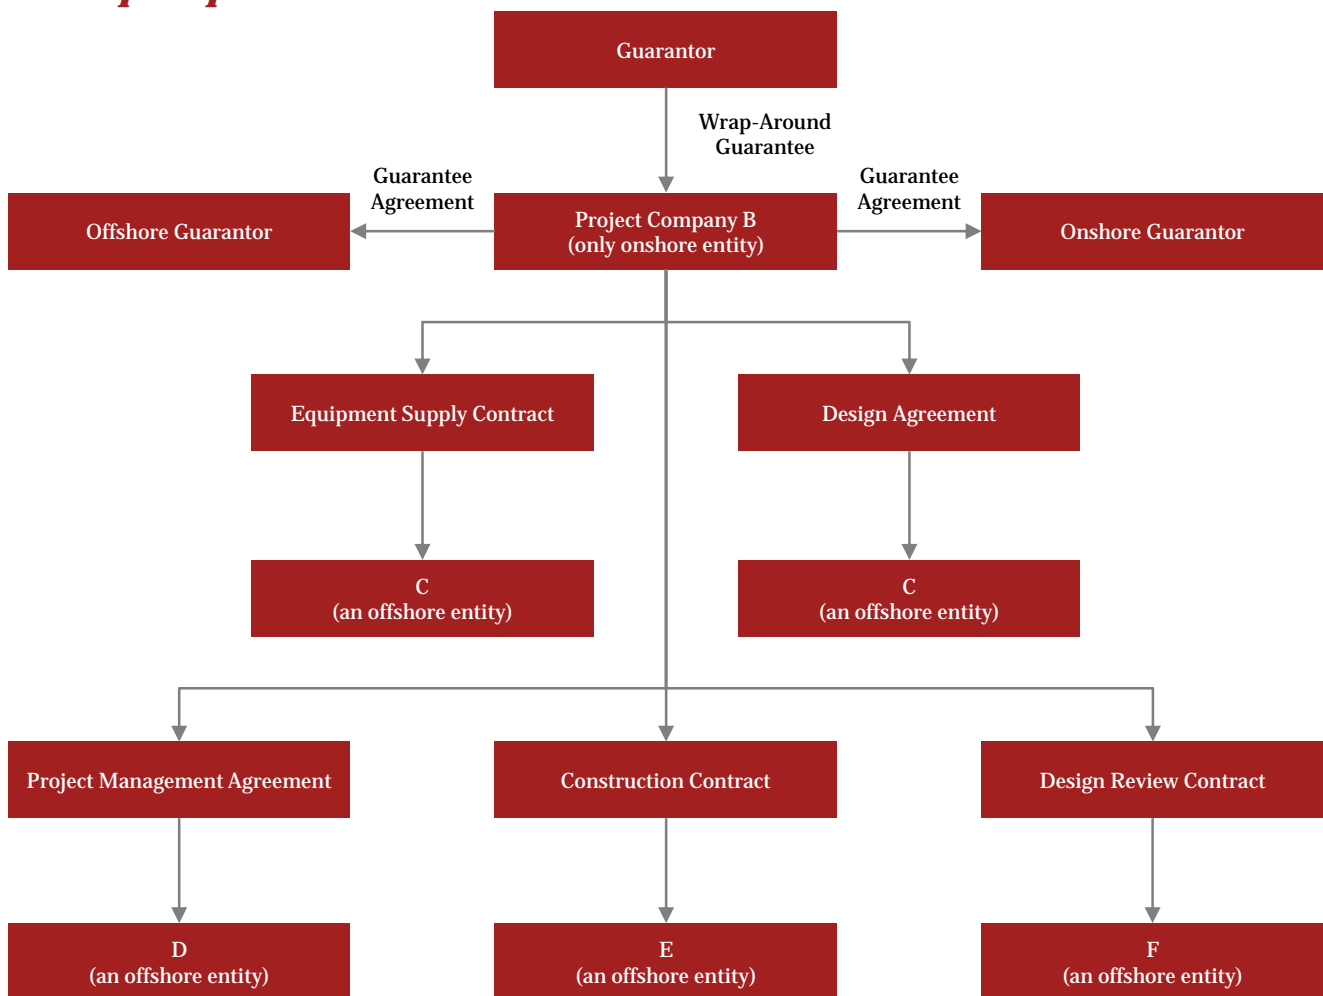 Guarantor
Wrap-Around
Guarantee
Guarantee
Agreement
Guarantee
Agreement
Offshore Guarantor
Project Company B
(only onshore entity)
Onshore Guarantor
Equipment Supply Contract
Design Agreement
C
(an offshore entity)
C
(an offshore entity)
Project Management Agreement
Construction Contract
Design Review Contract
D
(an offshore entity)
E
(an offshore entity)
F
(an offshore entity)